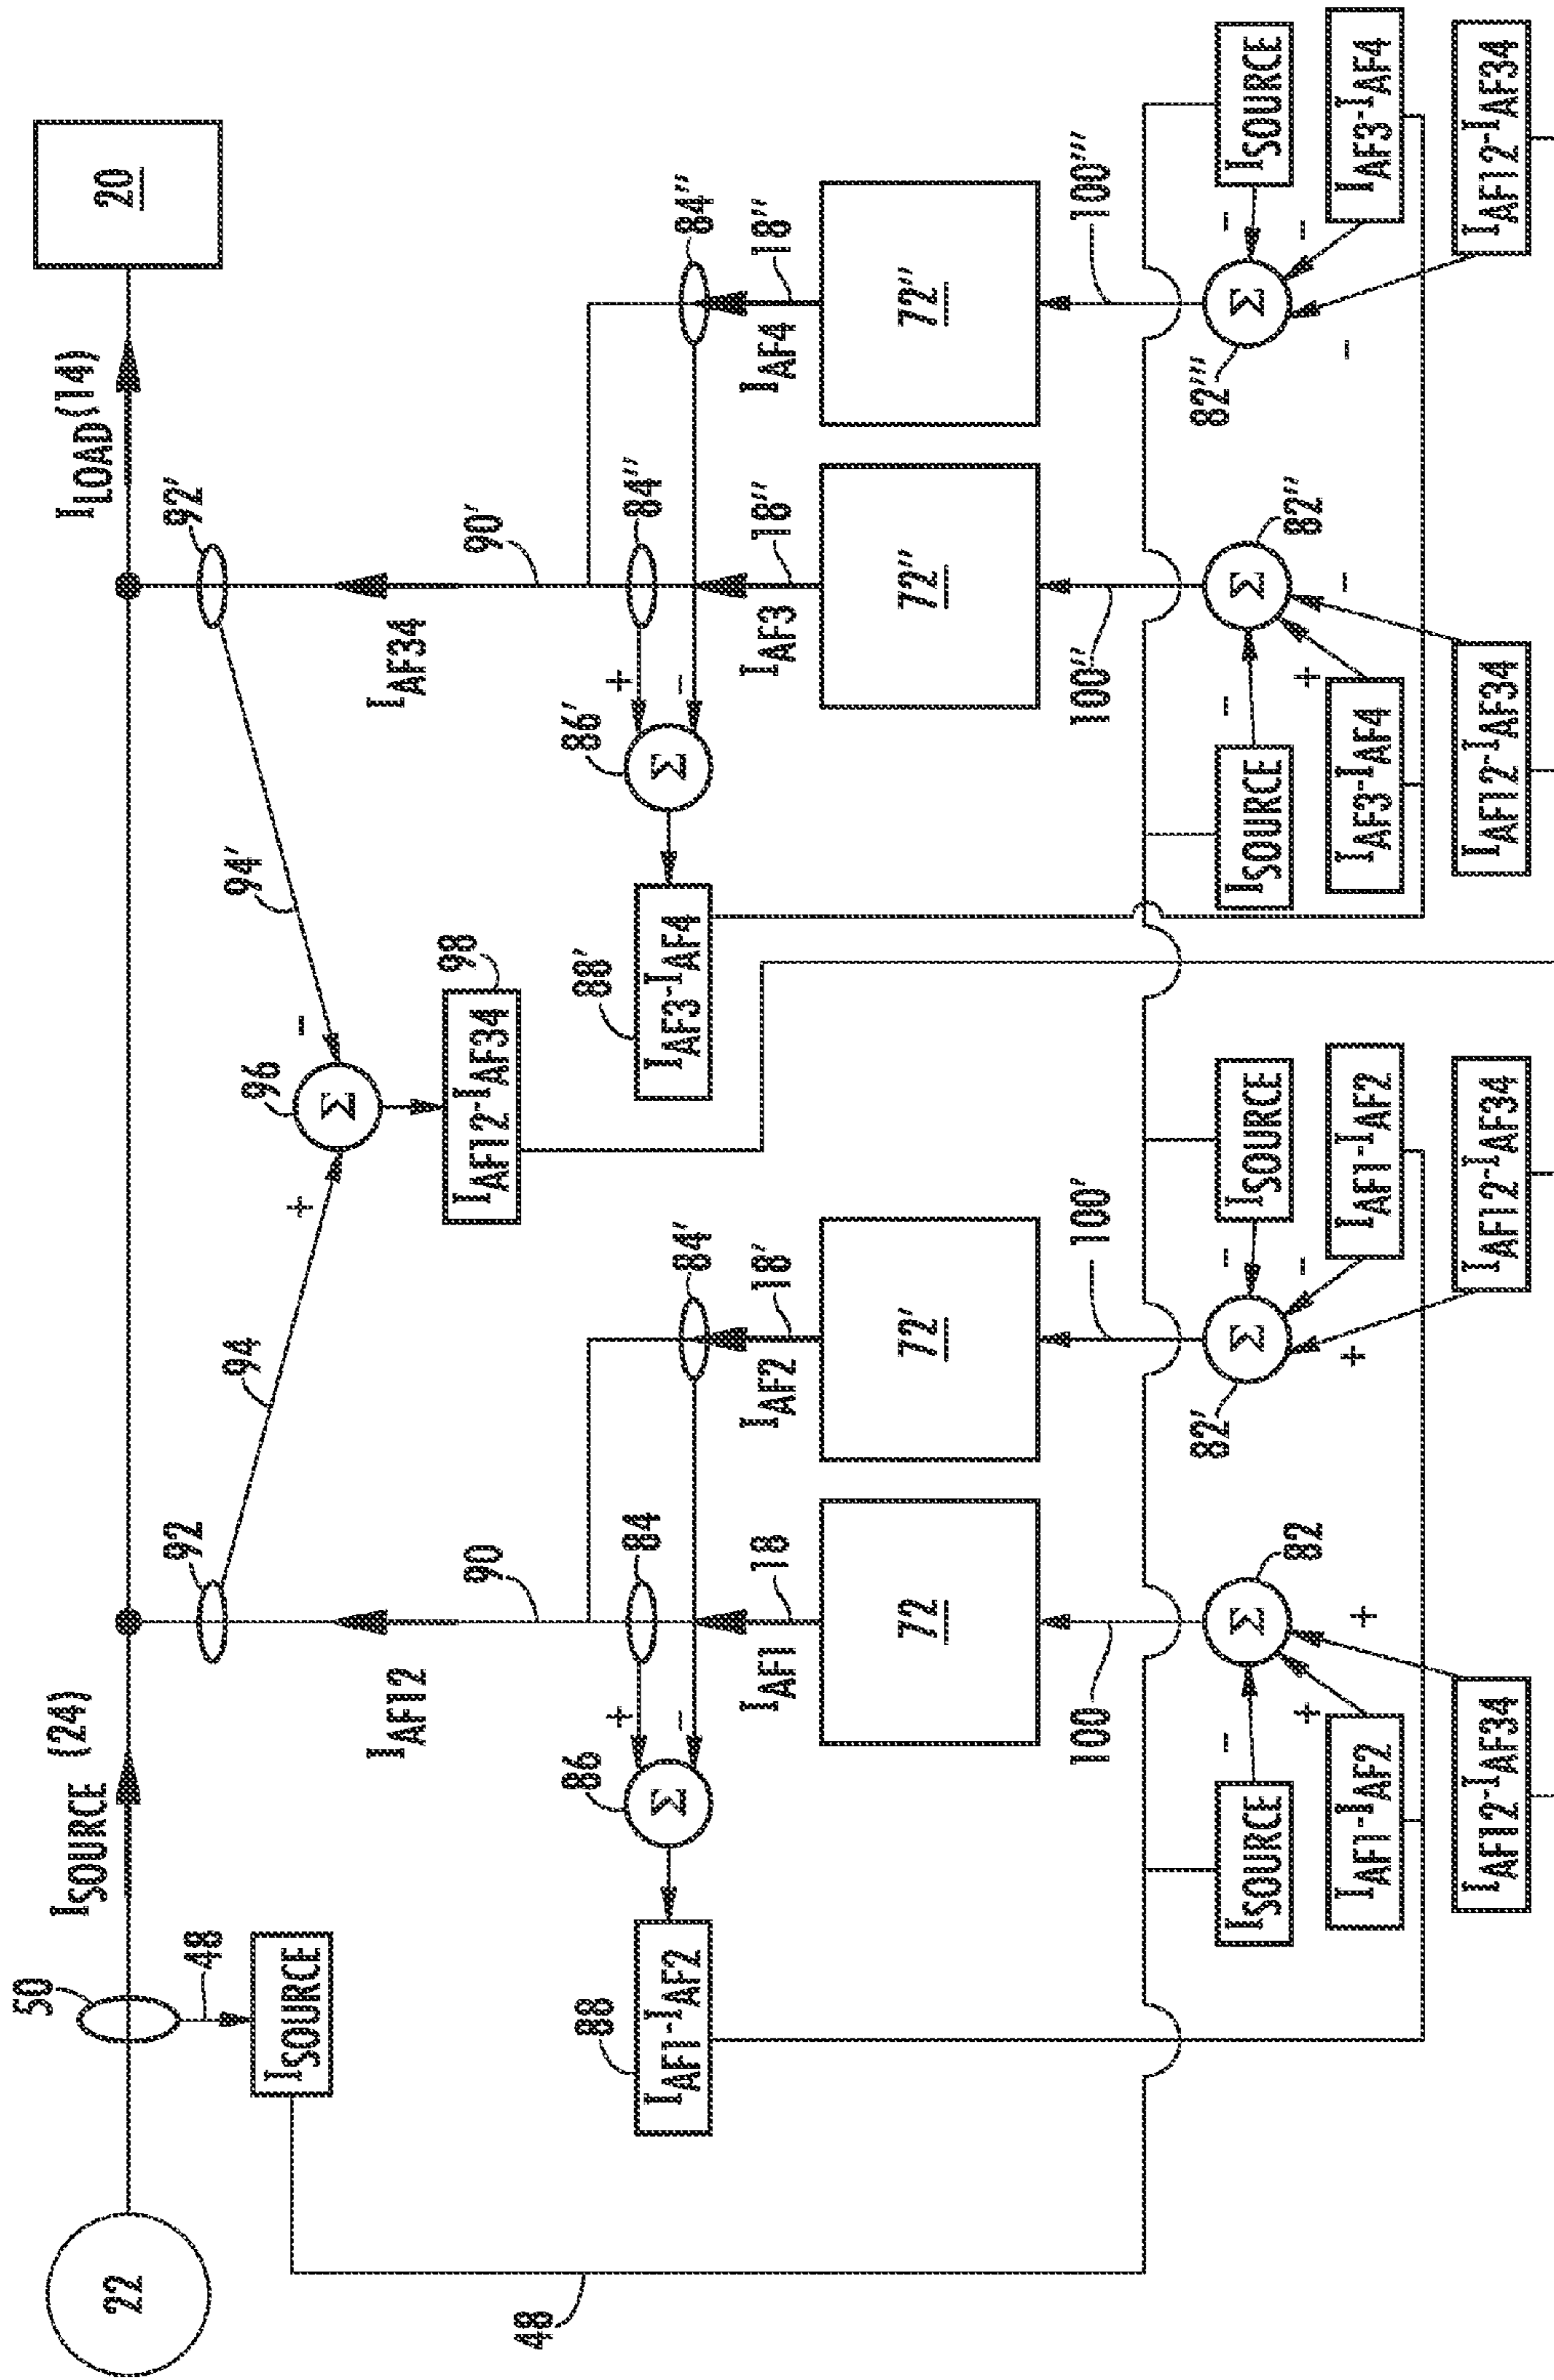 50
ISOURCE (24)
ILOAD(14)
22
20
92
92'
48
94
94'
96
ISOURCE
+
-
IAF12
IAF34
98
IAF12-IAF34
90
90'
48
86
86'
88
88'
84
84'
84"
84"
+
+
Σ
-
Σ
-
Σ
IAF1-IAF2
IAF3-IAF4
IAF1
18
IAF2
18'
IAF3
18"
IAF4
18"
72
72'
72"
72"
100
100'
100"
100'''
82
82'
82"
82'''
ISOURCE
-
Σ
Σ
-
ISOURCE
ISOURCE
-
Σ
Σ
-
ISOURCE
+
-
+
-
IAF1-IAF2
+
+
IAF1-IAF2
IAF3-IAF4
-
-
IAF3-IAF4
IAF12-IAF34
IAF12-IAF34
IAF12-IAF34
IAF12-IAF34